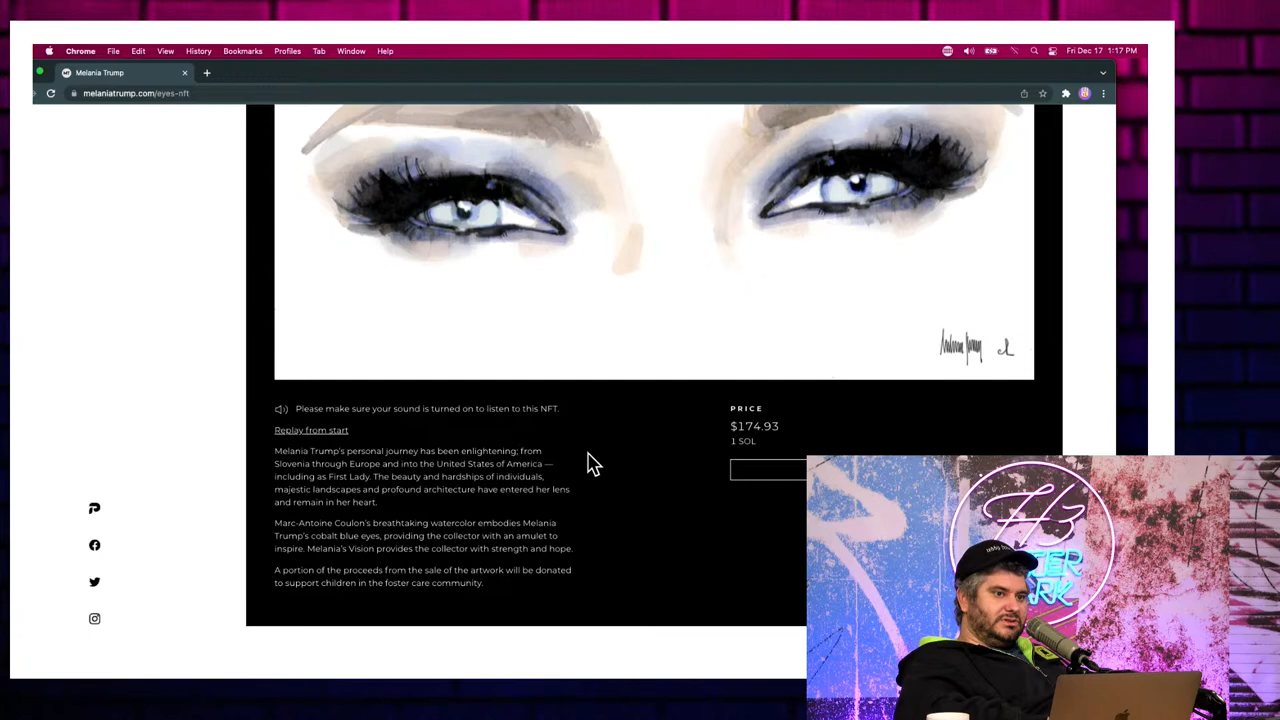 Chrome File Edit View History Bookmarks Profiles Tab Window Help
Fri Dec 17 1:17 PM
Melania Trump
melaniatrump.com/eyes-nft
Please make sure your sound is turned on to listen to this NFT.
Replay from start
Melania Trump's personal journey has been enlightening; from
Slovenia through Europe and into the United States of America —
including as First Lady. The beauty and hardships of individuals,
majestic landscapes and profound architecture have entered her lens
and remain in her heart.
Marc-Antoine Coulon's breathtaking watercolor embodies Melania
Trump's cobalt blue eyes, providing the collector with an amulet to
inspire. Melania's Vision provides the collector with strength and hope.
A portion of the proceeds from the sale of the artwork will be donated
to support children in the foster care community.
PRICE
$174.93
1 SOL
H3